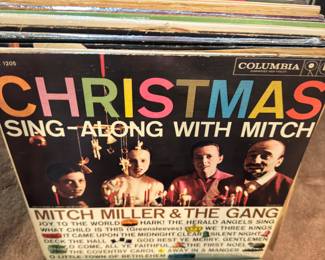 1205
COLUMBIA
CHRISTMAS
SING-ALONG WITH MITCH
MITCH MILLER & THE GANG
JOY TO THE WORLD HARK! THE HERALD ANGELS SING
WHAT CHILD IS THIS (Greensleeves) WE THREE KINGS
IT CAME UPON THE MIDNIGHT CLEAR SILENT NIGHT,
DECK THE HALL GOD REST YE MERRY, GENTLEMEN
O COME, ALL YE FAITHFUL THE FIRST NOEL
THE COVENTRY CAROL AWAY IN A MANGER
O LITTLE TOWN OF BETHLEHEM